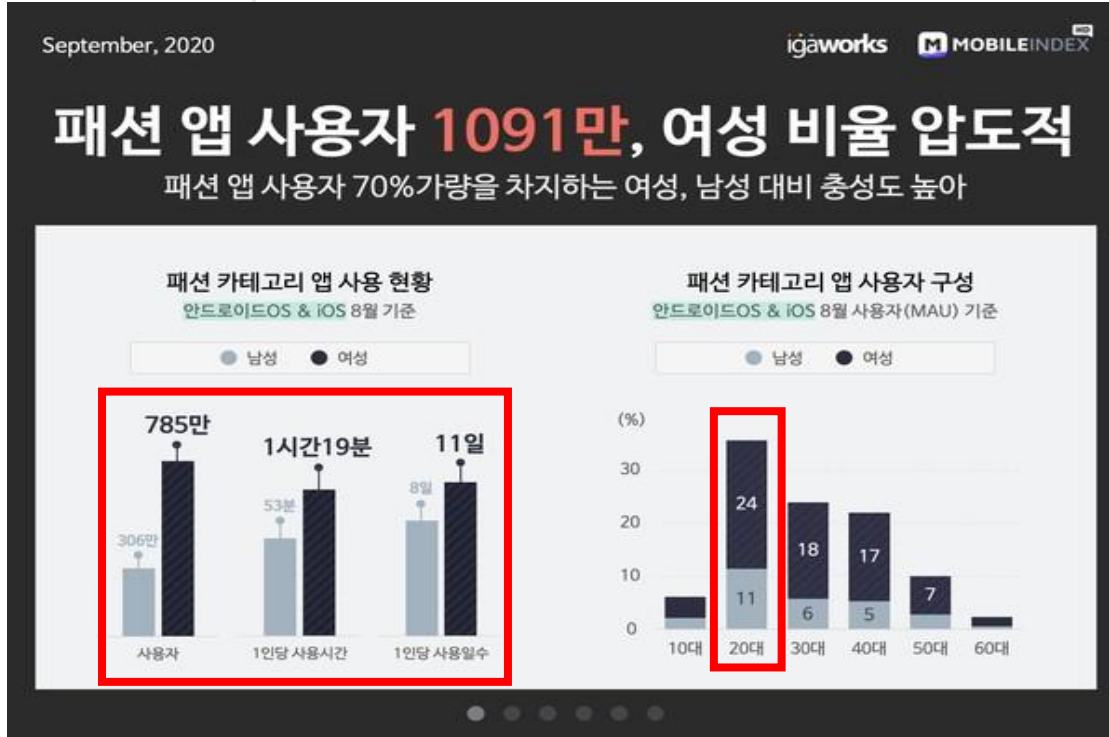 September, 2020
igaworks
M MOBILEINDEX HD
패션 앱 사용자 1091만, 여성 비율 압도적
패션 앱 사용자 70%가량을 차지하는 여성, 남성 대비 충성도 높아
패션 카테고리 앱 사용 현황
안드로이드OS & iOS 8월 기준
남성 여성
785만
306만
사용자
1시간19분
53분
1인당 사용시간
11일
8일
1인당 사용일수
패션 카테고리 앱 사용자 구성
안드로이드OS & iOS 8월 사용자(MAU) 기준
남성 여성
(%)
30
20
10
0
24
11
18
6
17
5
7
10대 20대 30대 40대 50대 60대